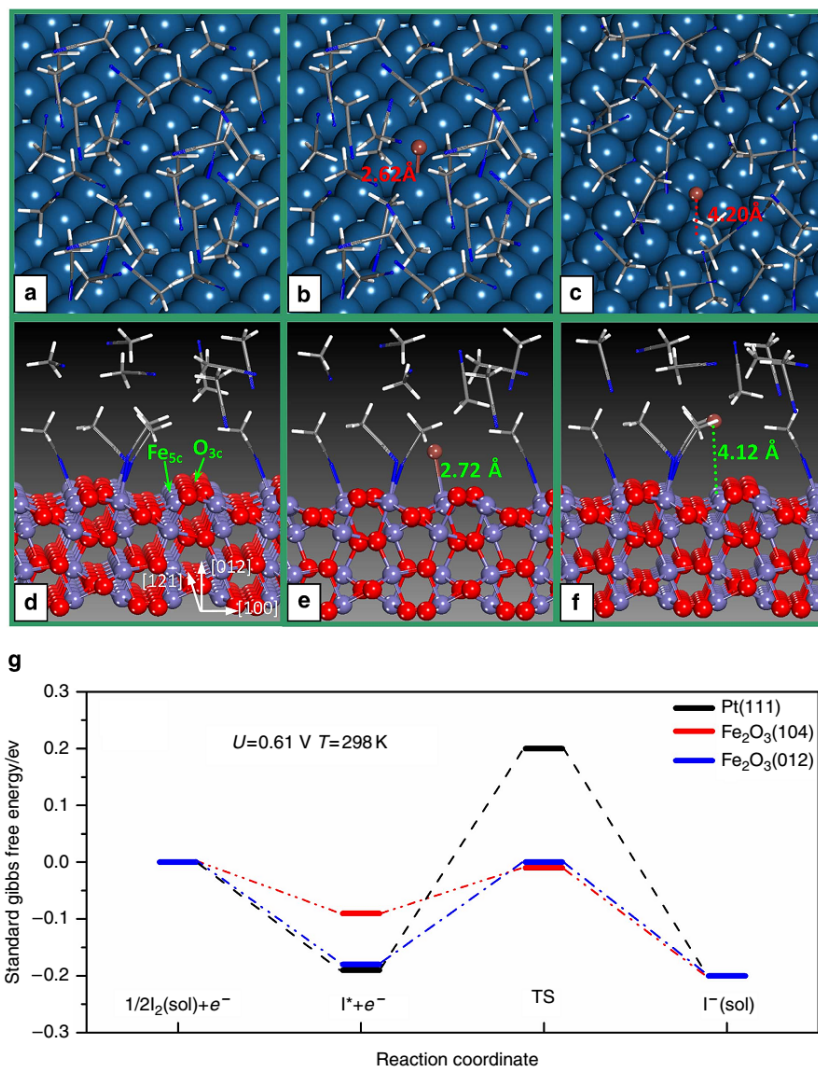 2.62Å
4.20Å
a
b
c
Fe5c
O3c
2.72 Å
4.12 Å
[012]
[121]
[100]
d
e
f
g
0.3
0.2
0.1
0.0
−0.1
−0.2
−0.3
Standard gibbs free energy/ev
U=0.61 V T=298 K
Pt(111)
Fe2O3(104)
Fe2O3(012)
1/2I2(sol)+e−
I*+e−
TS
I−(sol)
Reaction coordinate